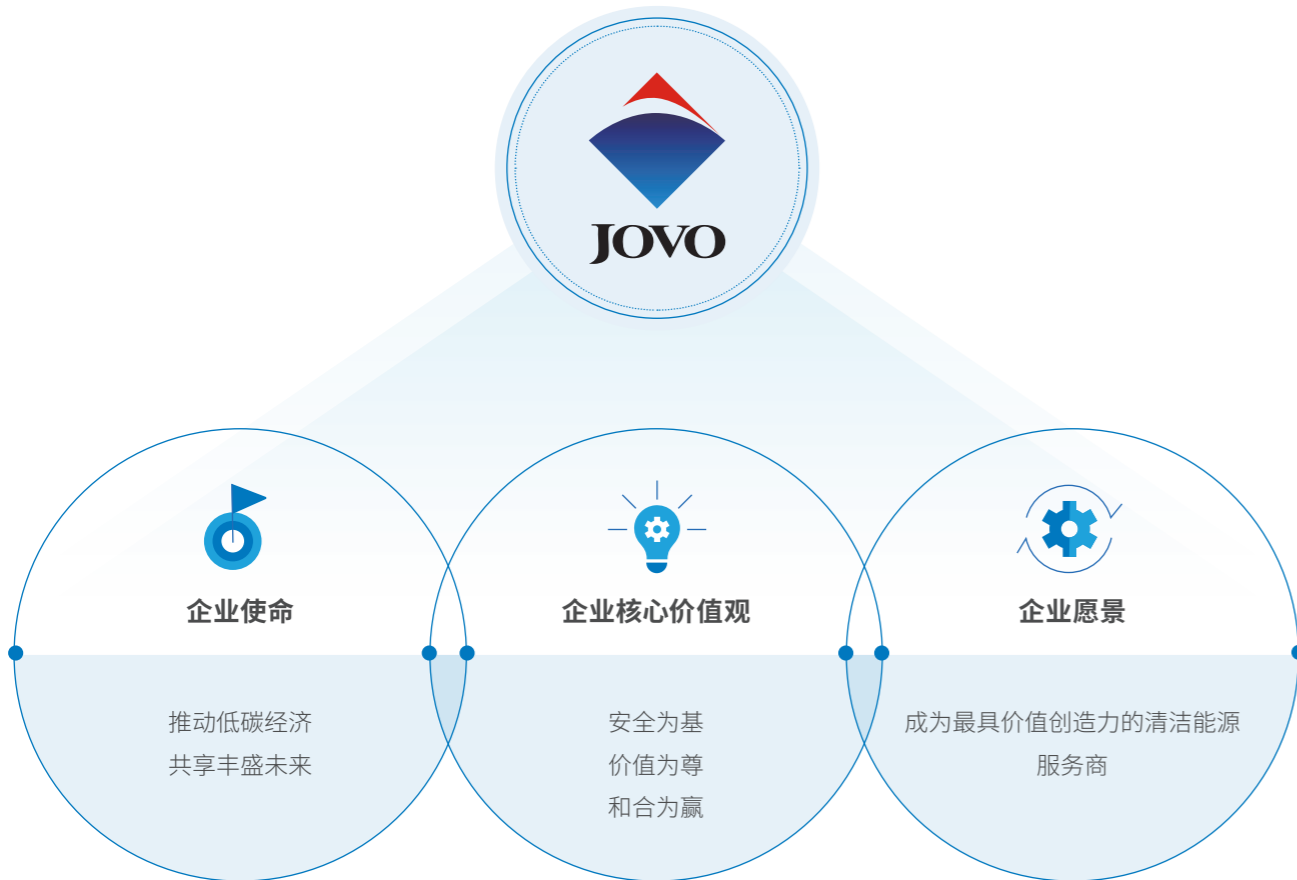 JOVO
企业使命
推动低碳经济
共享丰盛未来
企业核心价值观
安全为基
价值为尊
和合为赢
企业愿景
成为最具价值创造力的清洁能源
服务商